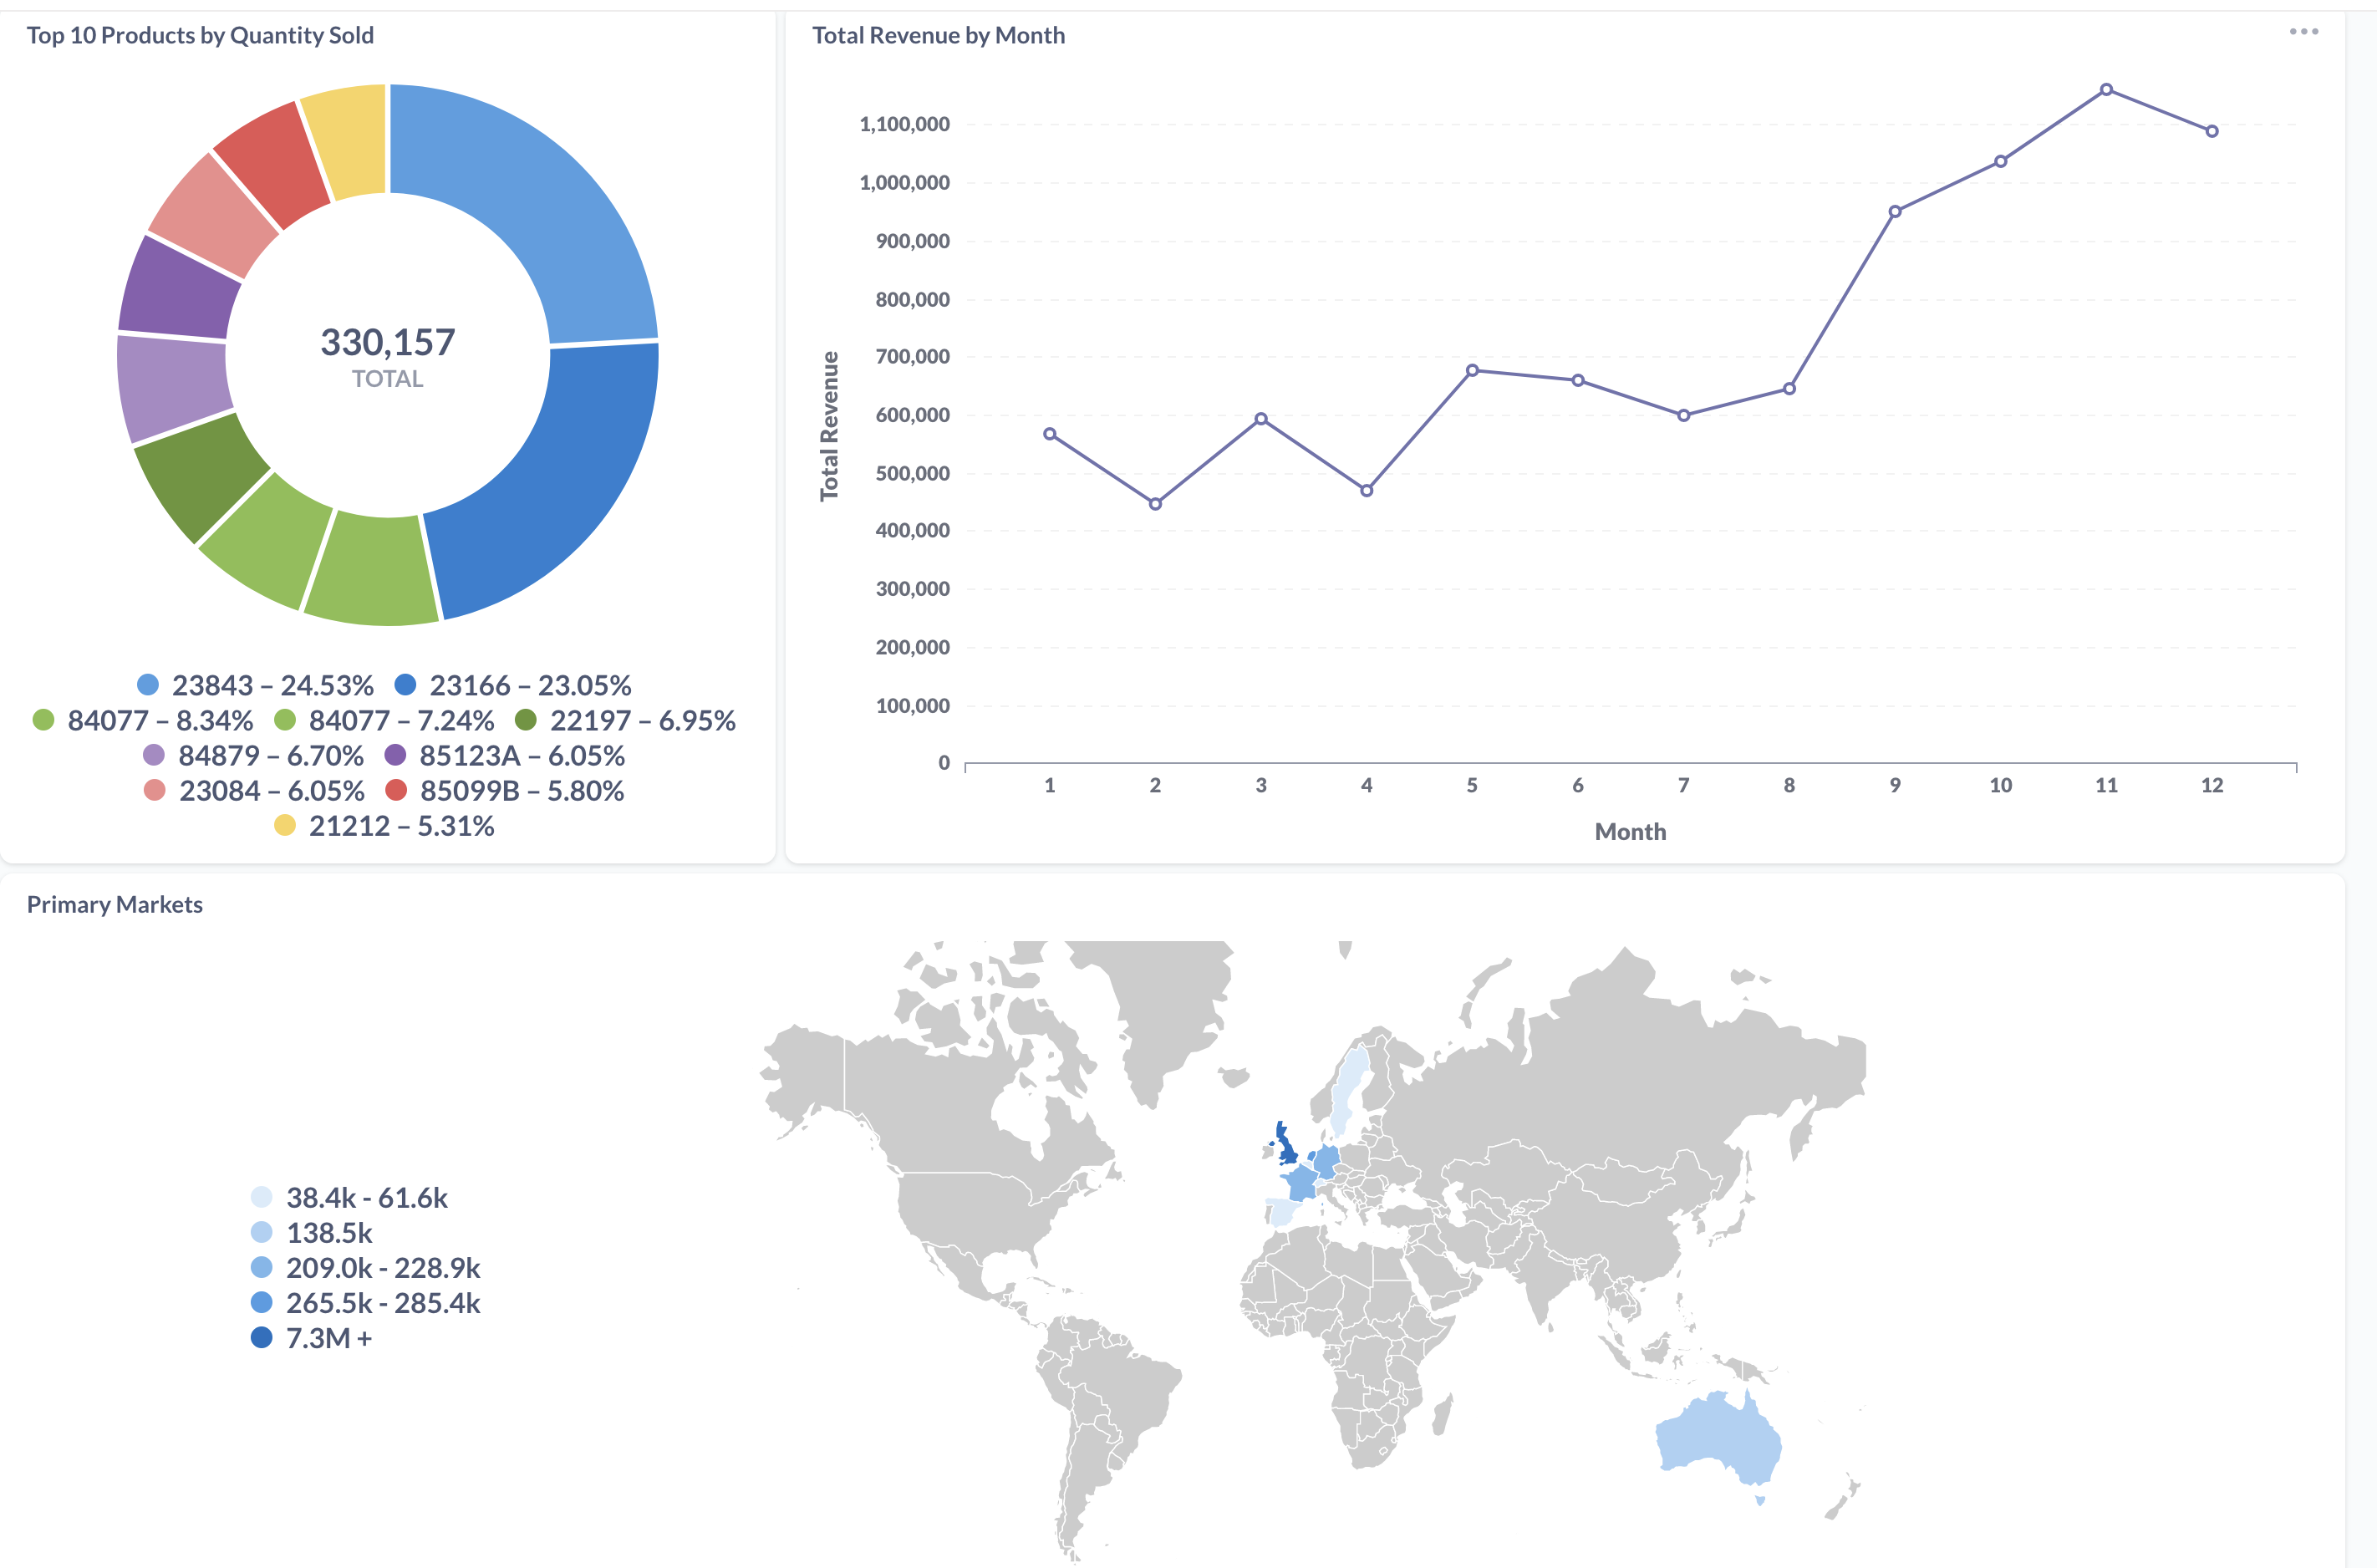 Top 10 Products by Quantity Sold
330,157
TOTAL
23843 – 24.53% 23166 – 23.05%
84077 – 8.34% 84077 – 7.24% 22197 – 6.95%
84879 – 6.70% 85123A – 6.05%
23084 – 6.05% 85099B – 5.80%
21212 – 5.31%
Total Revenue by Month
Total Revenue
1,100,000
1,000,000
900,000
800,000
700,000
600,000
500,000
400,000
300,000
200,000
100,000
0
1 2 3 4 5 6 7 8 9 10 11 12
Month
Primary Markets
38.4k - 61.6k
138.5k
209.0k - 228.9k
265.5k - 285.4k
7.3M +